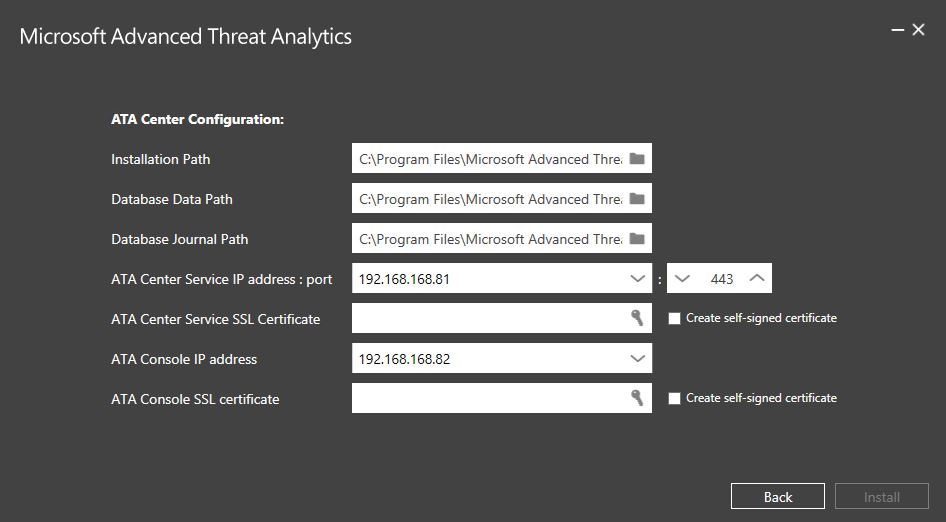 Microsoft Advanced Threat Analytics
ATA Center Configuration:
Installation Path C:\Program Files\Microsoft Advanced Threa
Database Data Path C:\Program Files\Microsoft Advanced Threa
Database Journal Path C:\Program Files\Microsoft Advanced Threa
ATA Center Service IP address : port 192.168.168.81 : 443
ATA Center Service SSL Certificate Create self-signed certificate
ATA Console IP address 192.168.168.82
ATA Console SSL certificate Create self-signed certificate
Back Install